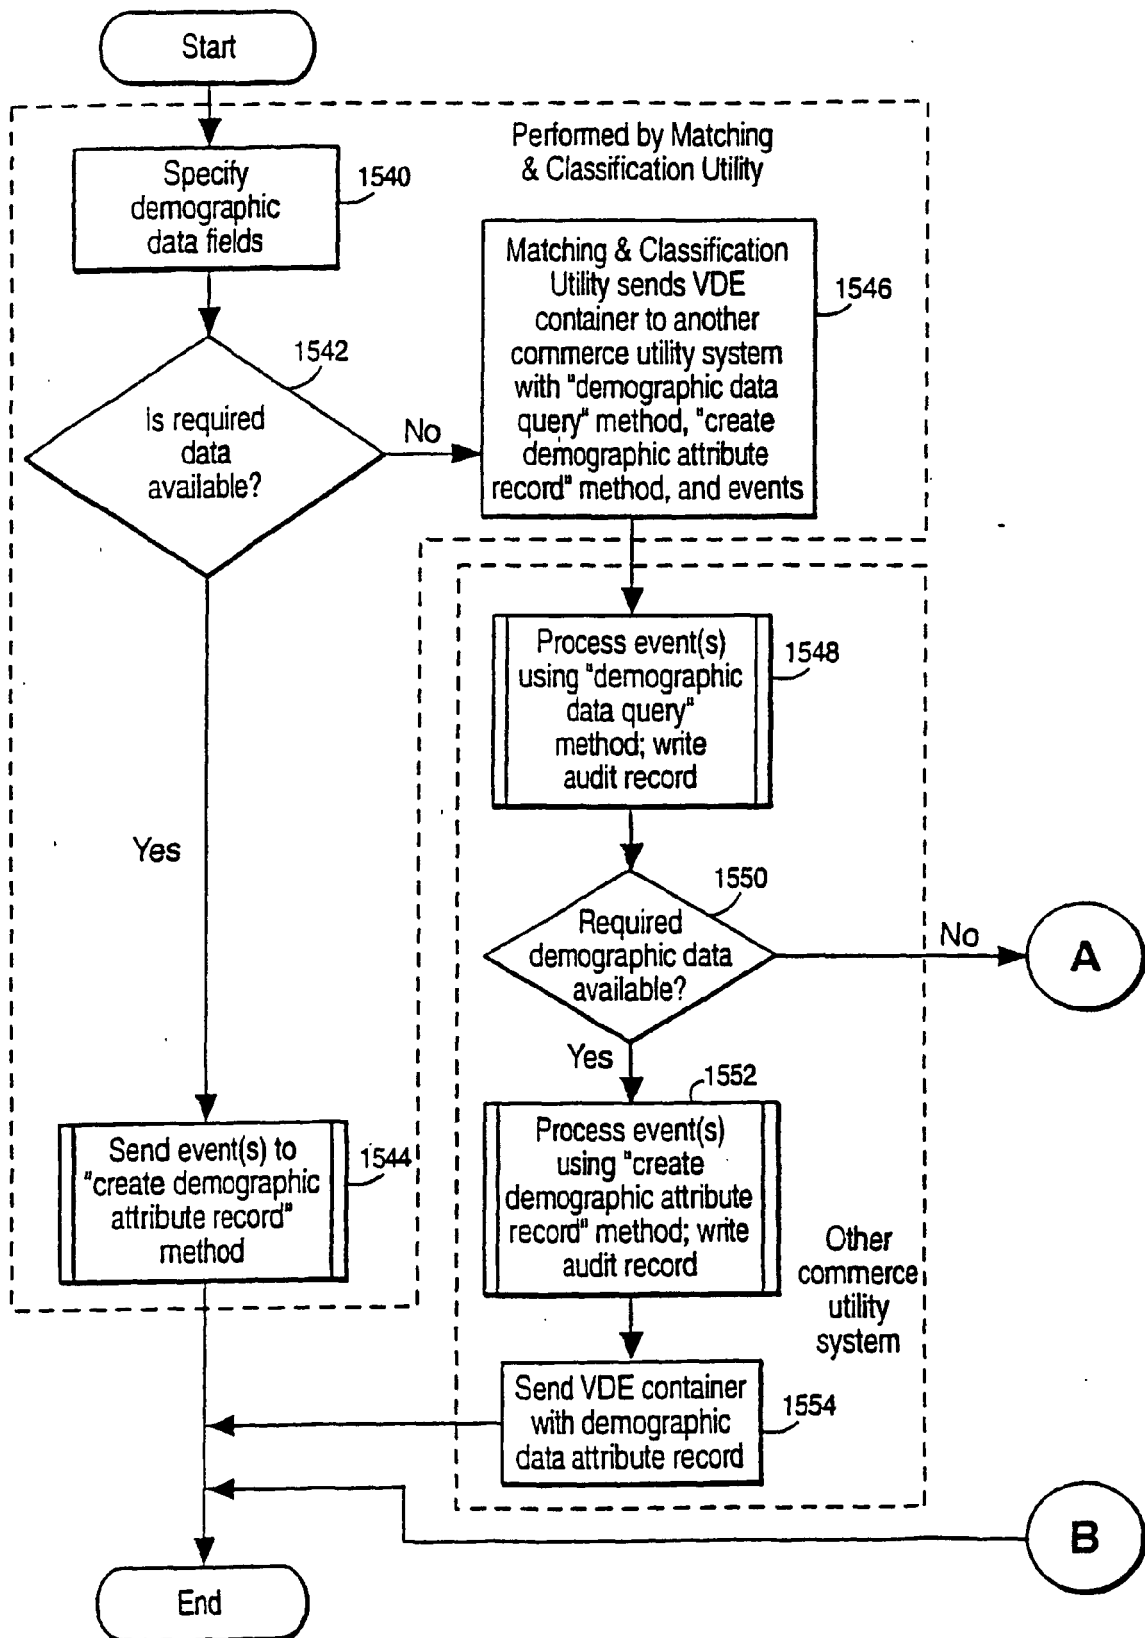 Start
Performed by Matching
& Classification Utility
Specify
demographic
data fields
1540
Matching & Classification
Utility sends VDE
container to another
commerce utility system
with "demographic data
query" method, "create
demographic attribute
record" method, and events
1546
1542
Is required
data
available?
No
Process event(s)
using "demographic
data query"
method; write
audit record
1548
Yes
1550
Required
demographic data
available?
No
A
Yes
1552
Process event(s)
using "create
demographic attribute
record" method; write
audit record
Send event(s) to
"create demographic
attribute record"
method
1544
Other
commerce
utility
system
Send VDE container
with demographic
data attribute record
1554
B
End